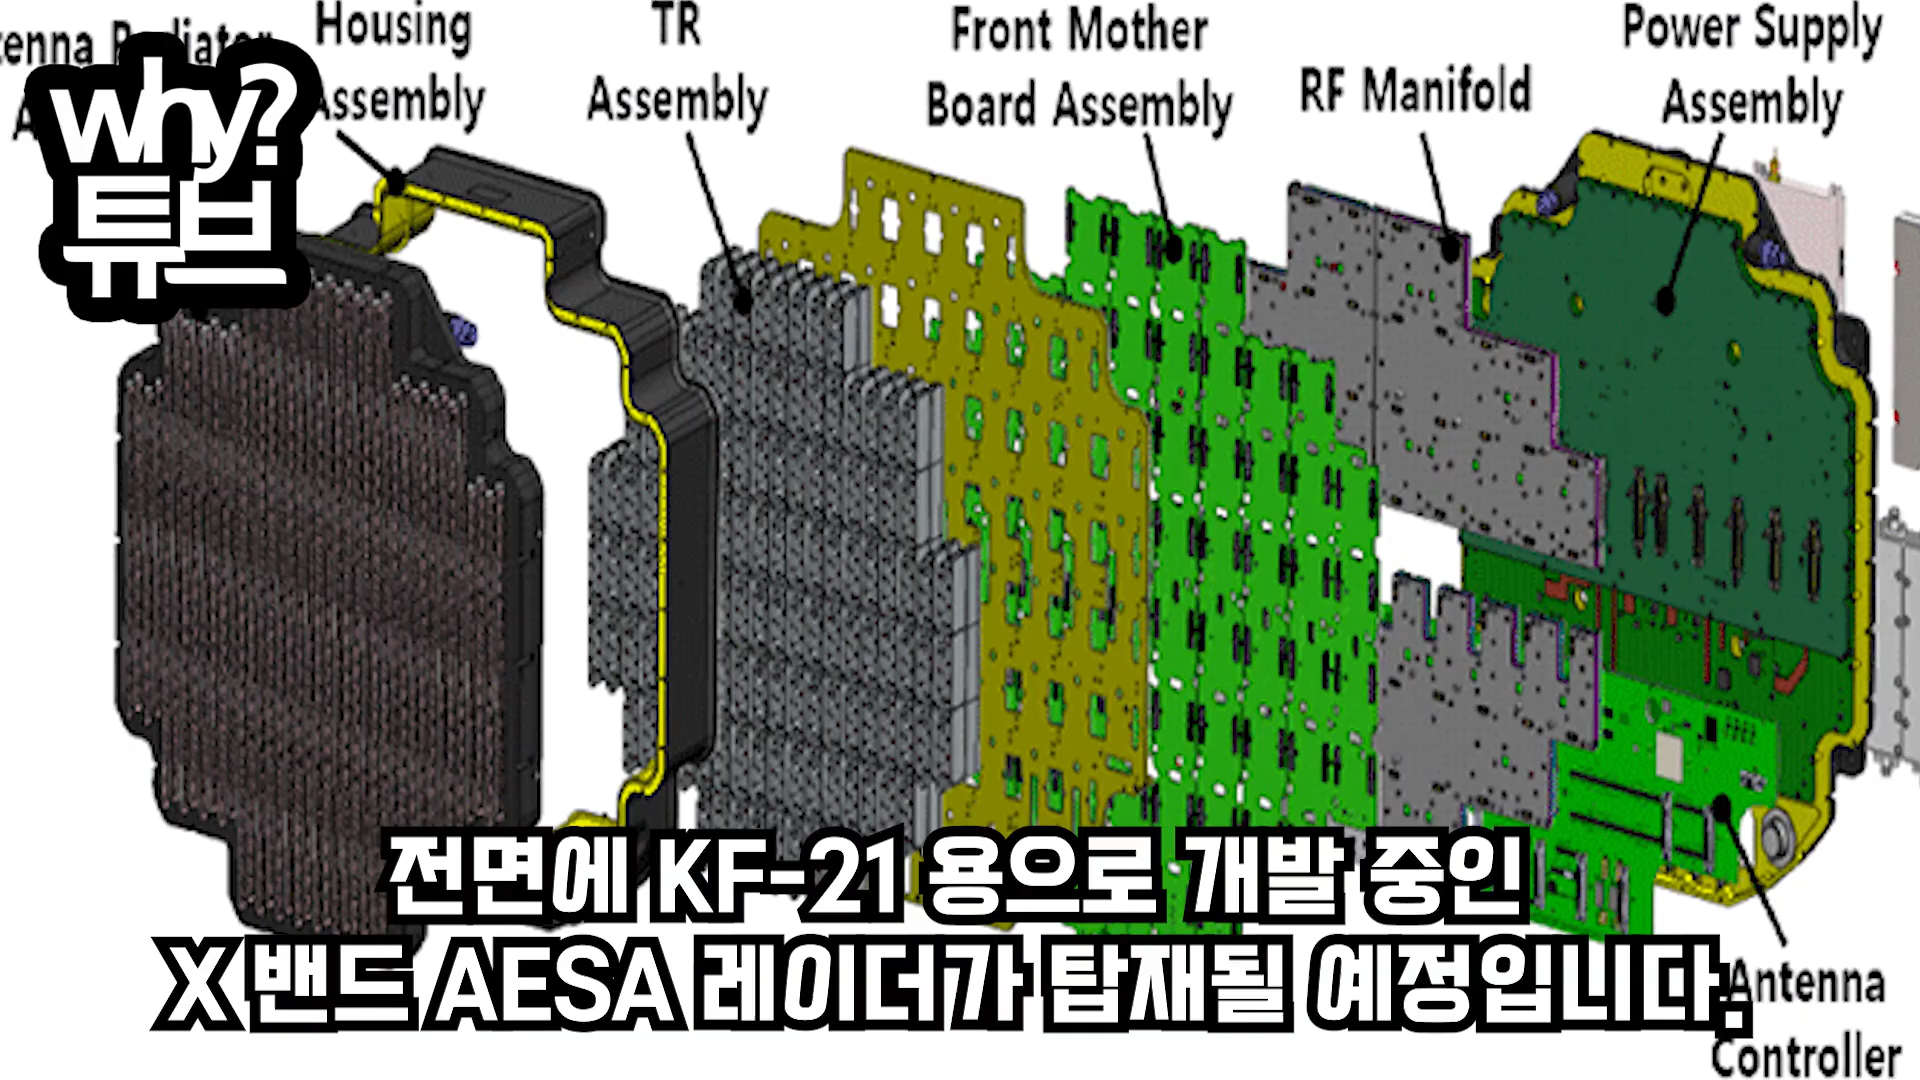 Housing
Assembly
TR
Assembly
Front Mother
Board Assembly
RF Manifold
Power Supply
Assembly
why?
튜브
전면에 KF-21 용으로 개발 중인
X 밴드 AESA 레이더가 탑재될 예정입니다.
Antenna
Controller